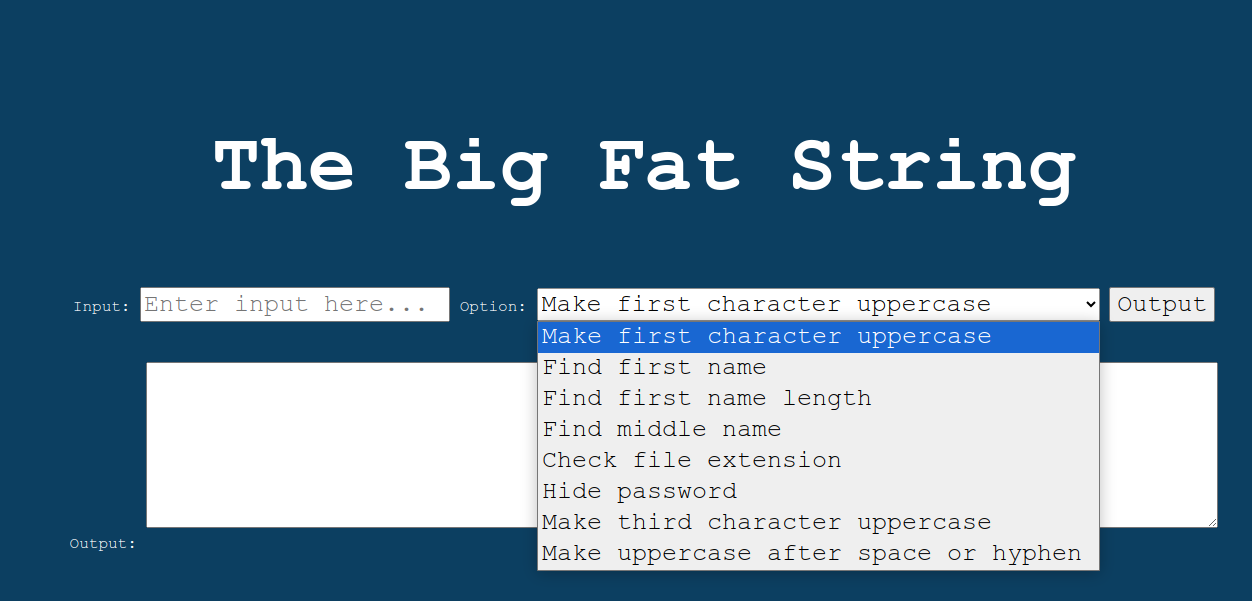 The Big Fat String
Input: Enter input here... Option: Make first character uppercase Output
Make first character uppercase
Find first name
Find first name length
Find middle name
Check file extension
Hide password
Make third character uppercase
Output:
Make uppercase after space or hyphen